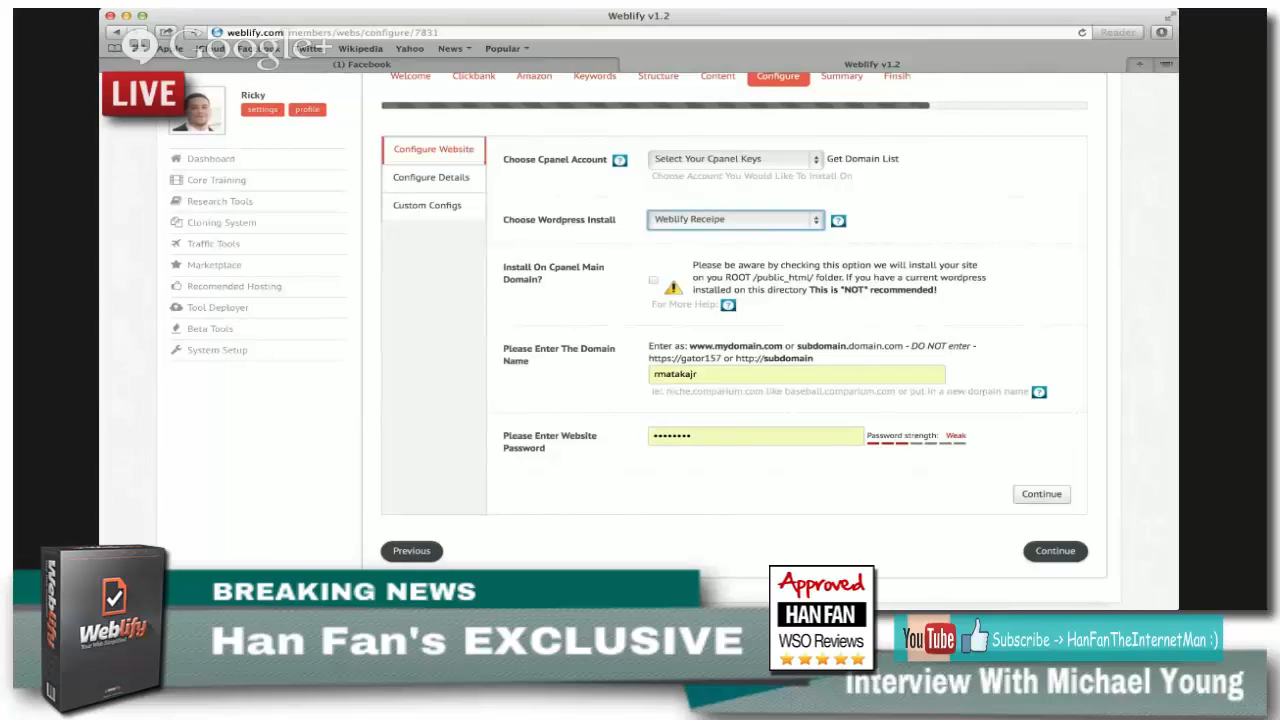 Weblify v1.2
Google+
weblify.com/members/webs/configure/7831
Reader
Apple iCloud Facebook Twitter Wikipedia Yahoo News Popular
(1) Facebook
Weblify v1.2
LIVE
Welcome Clickbank Amazon Keywords Structure Content Configure Summary Finsih
Ricky
settings profile
Dashboard
Core Training
Research Tools
Cloning System
Traffic Tools
Marketplace
Recomended Hosting
Tool Deployer
Beta Tools
System Setup
Configure Website
Configure Details
Custom Configs
Choose Cpanel Account ? Select Your Cpanel Keys Get Domain List
Choose Account You Would Like To Install On
Choose Wordpress Install Weblify Receipe ?
Install On Cpanel Main
Domain?
Please be aware by checking this option we will install your site
on you ROOT /public_html/ folder. If you have a current wordpress
installed on this directory This is "NOT" recommended!
For More Help: ?
Please Enter The Domain
Name
Enter as: www.mydomain.com or subdomain.domain.com - DO NOT enter -
https://gator157 or http://subdomain
rmatakajr
ie: niche.comparium.com like baseball.comparium.com or put in a new domain name ?
Please Enter Website
Password
•••••••• Password strength: Weak
Continue
Previous Continue
Weblify
Weblify
Your Web Simplified
BREAKING NEWS
Han Fan's EXCLUSIVE
Approved
HAN FAN
WSO Reviews
YouTube Subscribe -> HanFanTheInternetMan :)
Interview With Michael Young